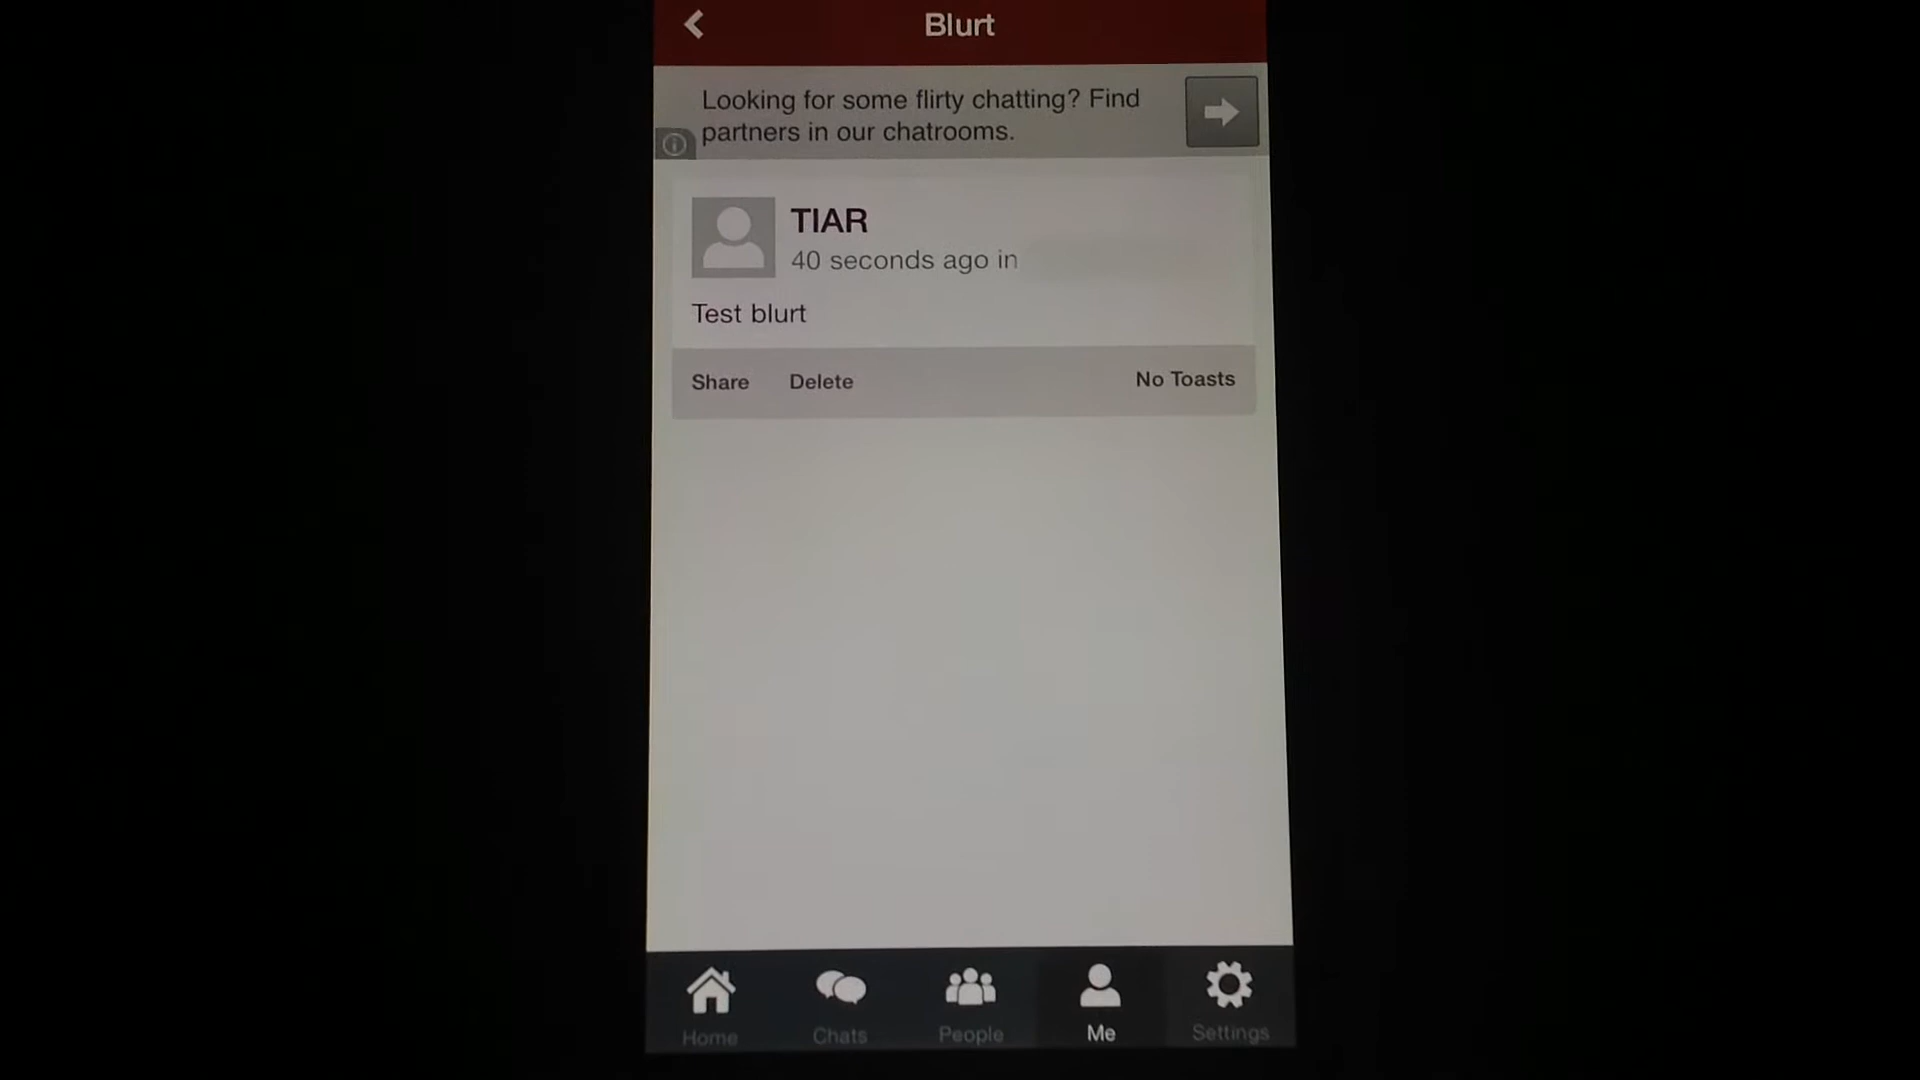 Blurt
Looking for some flirty chatting? Find
partners in our chatrooms.
TIAR
40 seconds ago in
Test blurt
Share Delete No Toasts
Home Chats People Me Settings